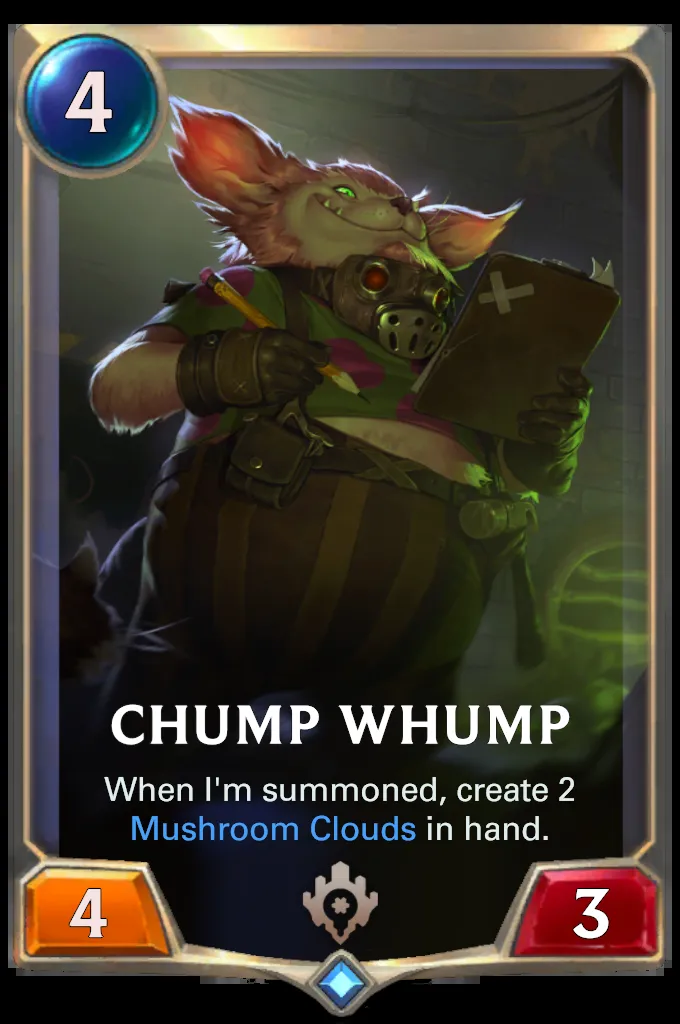 4
CHUMP WHUMP
When I'm summoned, create 2
Mushroom Clouds in hand.
4
3